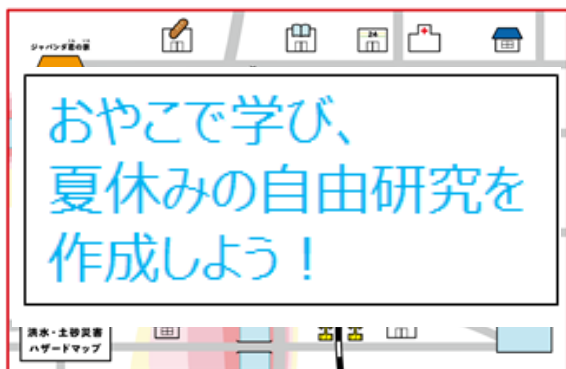 ジャパンダ君の家
24
おやこで学び、
夏休みの自由研究を
作成しよう！
洪水・土砂災害
ハザードマップ